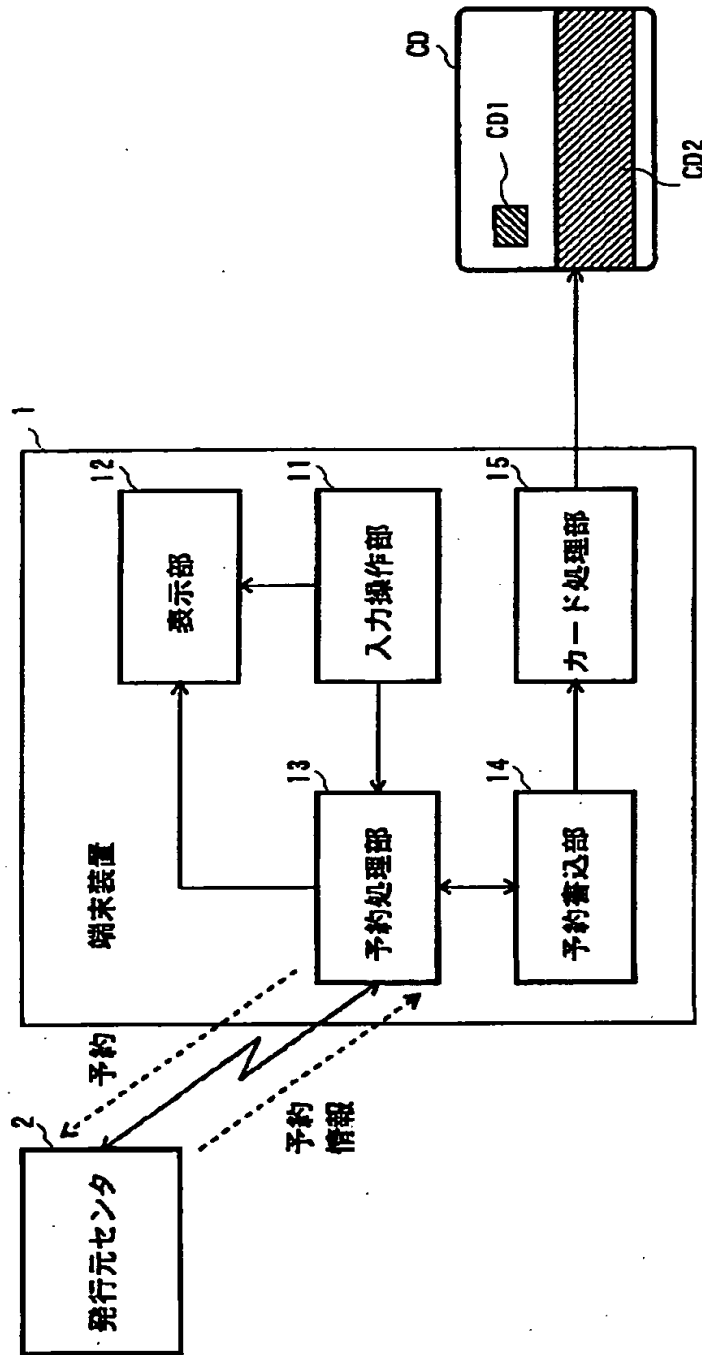 発行元センタ
2
予約
予約
情報
端末装置
1
表示部
12
入力操作部
11
予約処理部
13
予約書込部
14
カード処理部
15
CD
CD1
CD2